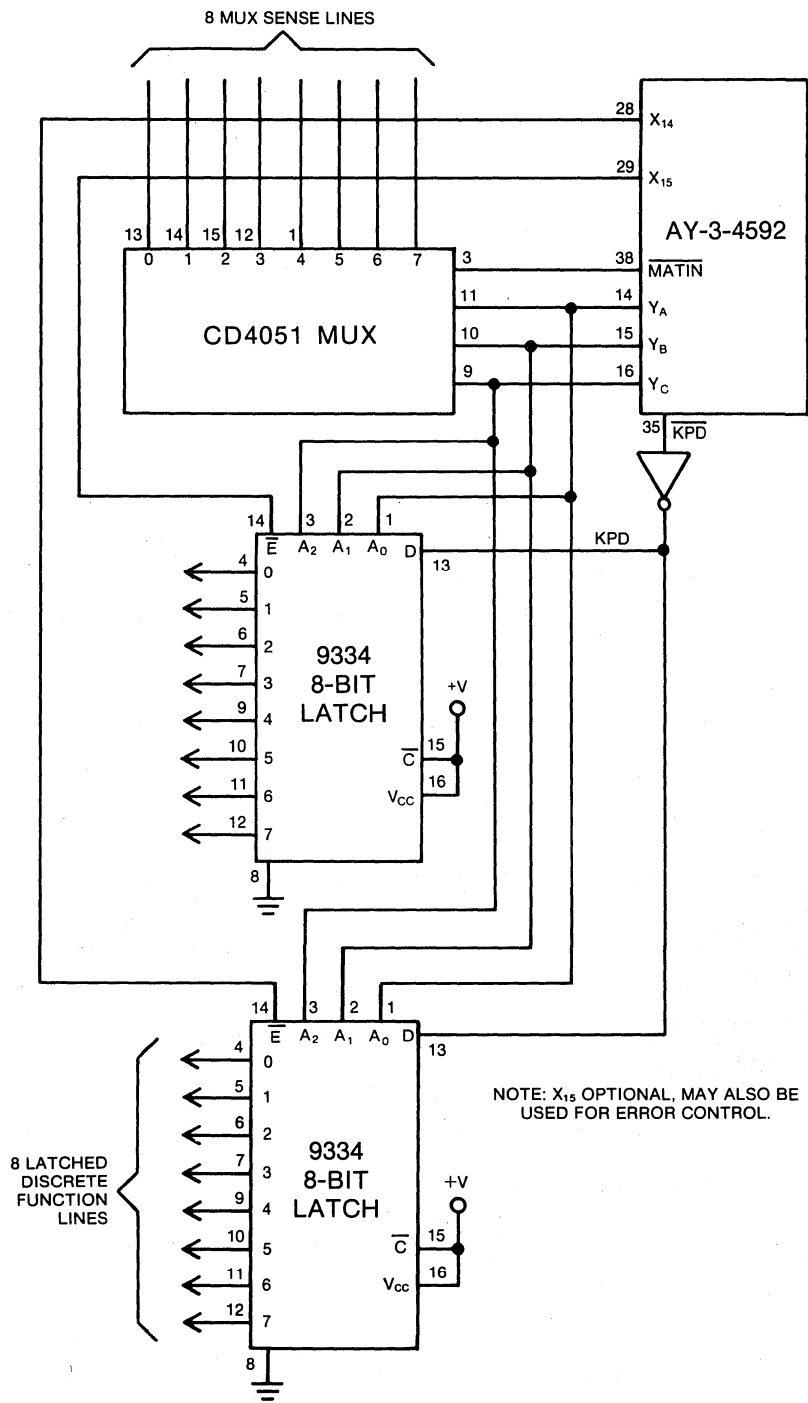 8 MUX SENSE LINES
28 X14
29 X15
AY-3-4592
13 14 15 12 1
0 1 2 3 4 5 6 7
3 38 MATIN
11 14 YA
CD4051 MUX
10 15 YB
9 16 YC
35 KPD
14 3 2 1
E A2 A1 A0 D KPD
13
4 0
5 1
6 2
7 3
9 4
10 5
11 6
12 7
9334
8-BIT
LATCH
+V
C 15
VCC 16
8
14 3 2 1
E A2 A1 A0 D
13
4 0
5 1
6 2
7 3
9 4
10 5
11 6
12 7
NOTE: X15 OPTIONAL, MAY ALSO BE
USED FOR ERROR CONTROL.
8 LATCHED
DISCRETE
FUNCTION
LINES
9334
8-BIT
LATCH
+V
C 15
VCC 16
8